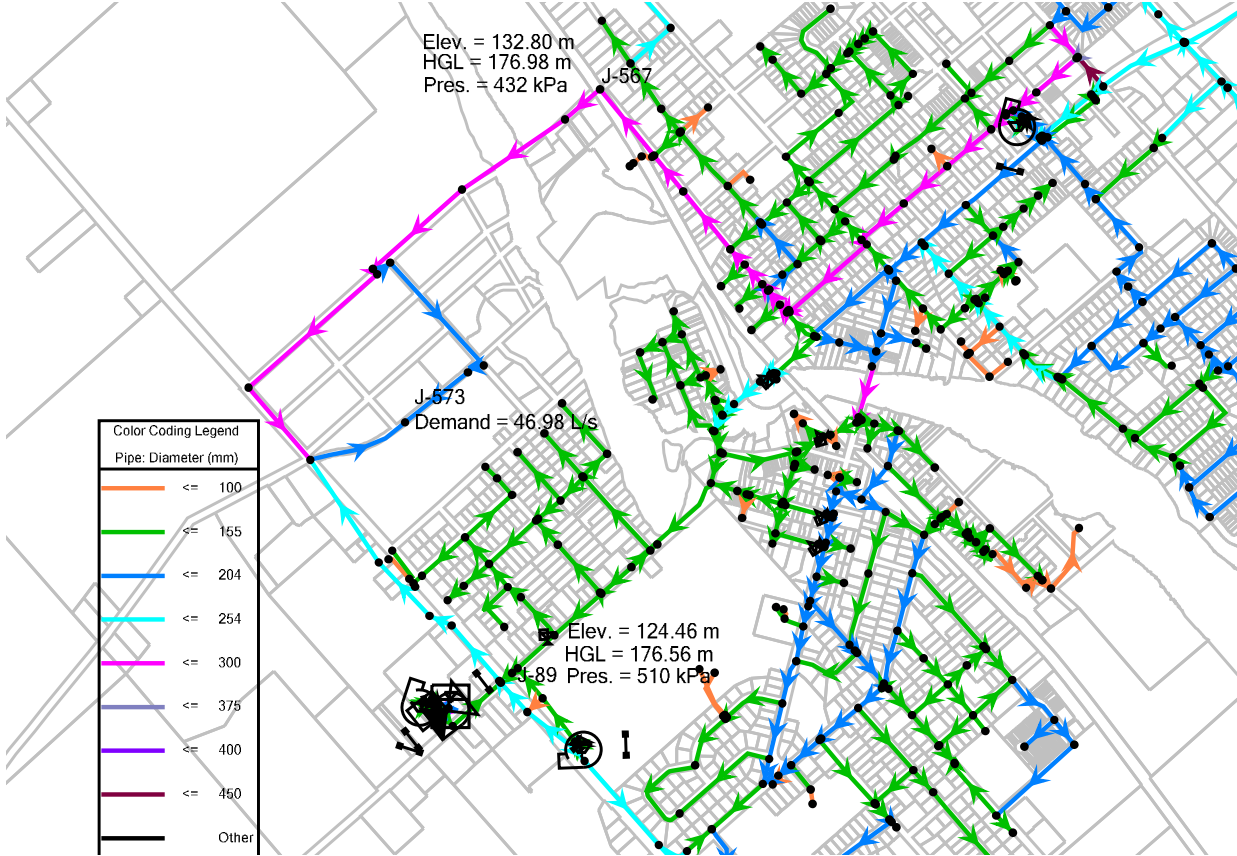 Elev. = 132.80 m
HGL = 176.98 m
Pres. = 432 kPa
J-567
J-573
Demand = 46.98 L/s
Color Coding Legend
Pipe: Diameter (mm)
<= 100
<= 155
<= 204
<= 254
<= 300
<= 375
<= 400
<= 450
Other
Elev. = 124.46 m
HGL = 176.56 m
J-89 Pres. = 510 kPa